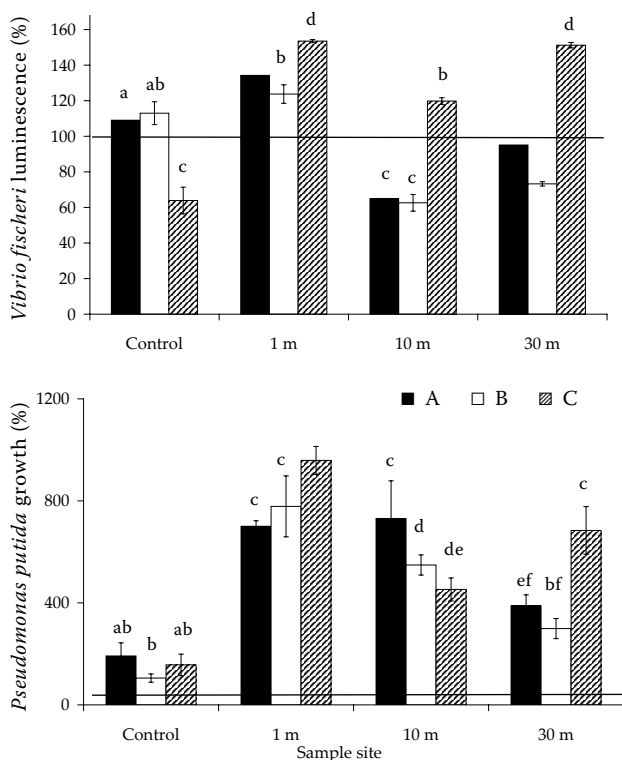 Vibrio fischeri luminescence (%)
160
140
120
100
80
60
40
20
0
a
ab
c
b
d
c
c
b
d
Control
1 m
10 m
30 m
Pseudomonas putida growth (%)
1200
800
400
0
A
B
C
ab
b
ab
c
c
c
d
de
ef
bf
c
Control
1 m
10 m
30 m
Sample site